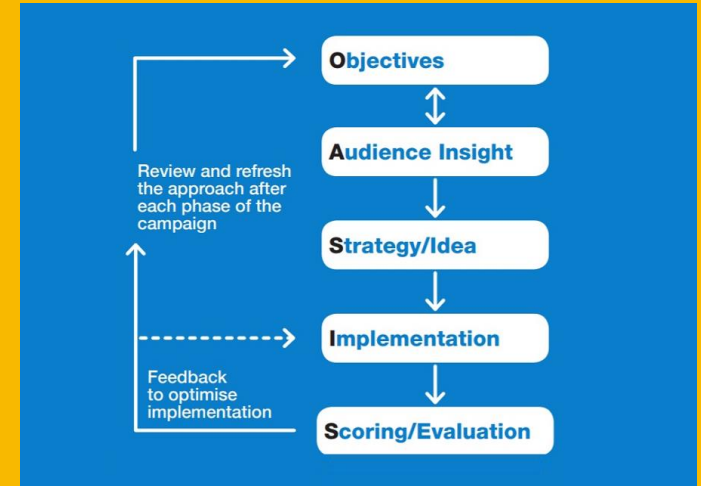 Objectives
Audience Insight
Review and refresh
the approach after
each phase of the
campaign
Strategy/Idea
Implementation
Feedback
to optimise
implementation
Scoring/Evaluation